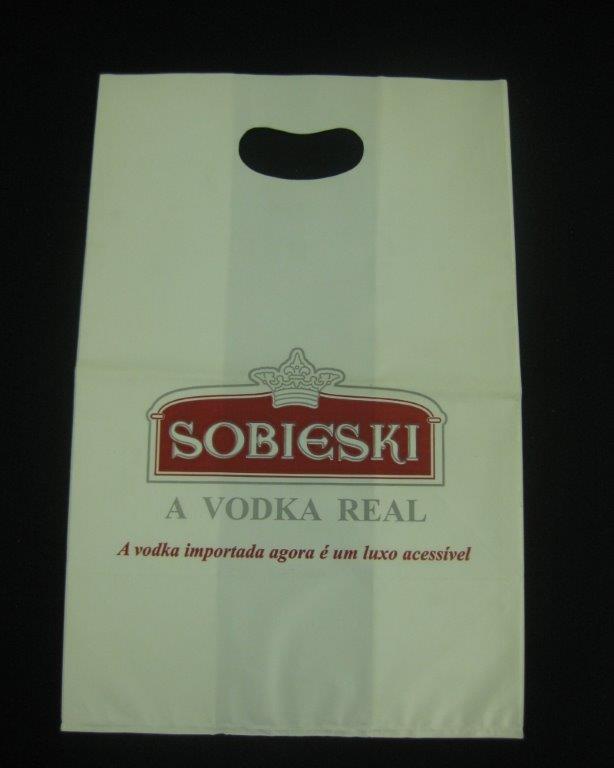 SOBIESKI
A VODKA REAL
A vodka importada agora é um luxo acessível